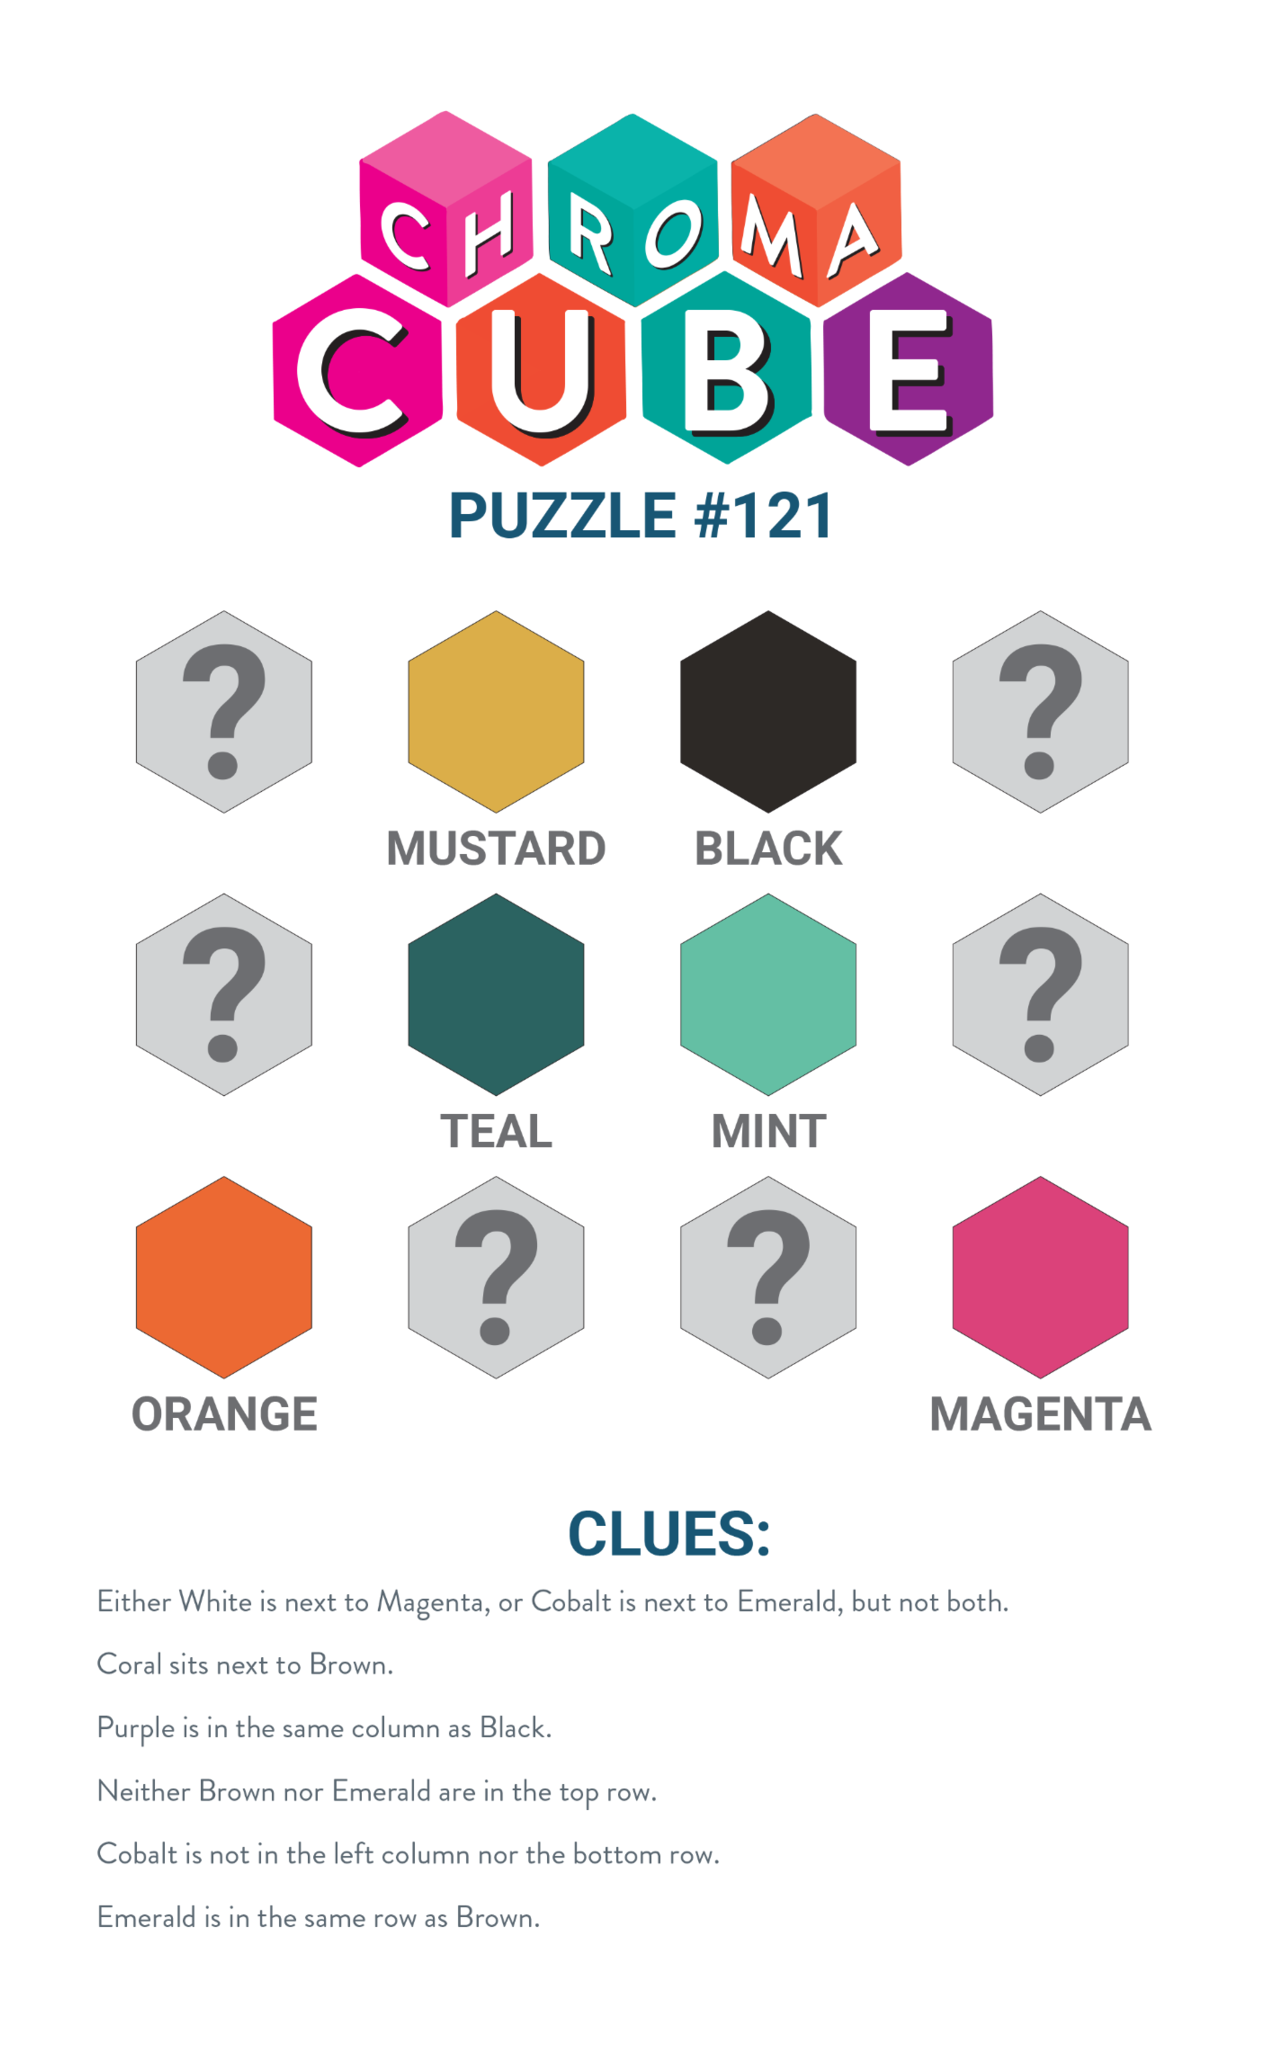 CHROMA
CUBE
PUZZLE #121
?
?
MUSTARD BLACK
?
?
TEAL MINT
?
?
ORANGE MAGENTA
CLUES:
Either White is next to Magenta, or Cobalt is next to Emerald, but not both.
Coral sits next to Brown.
Purple is in the same column as Black.
Neither Brown nor Emerald are in the top row.
Cobalt is not in the left column nor the bottom row.
Emerald is in the same row as Brown.